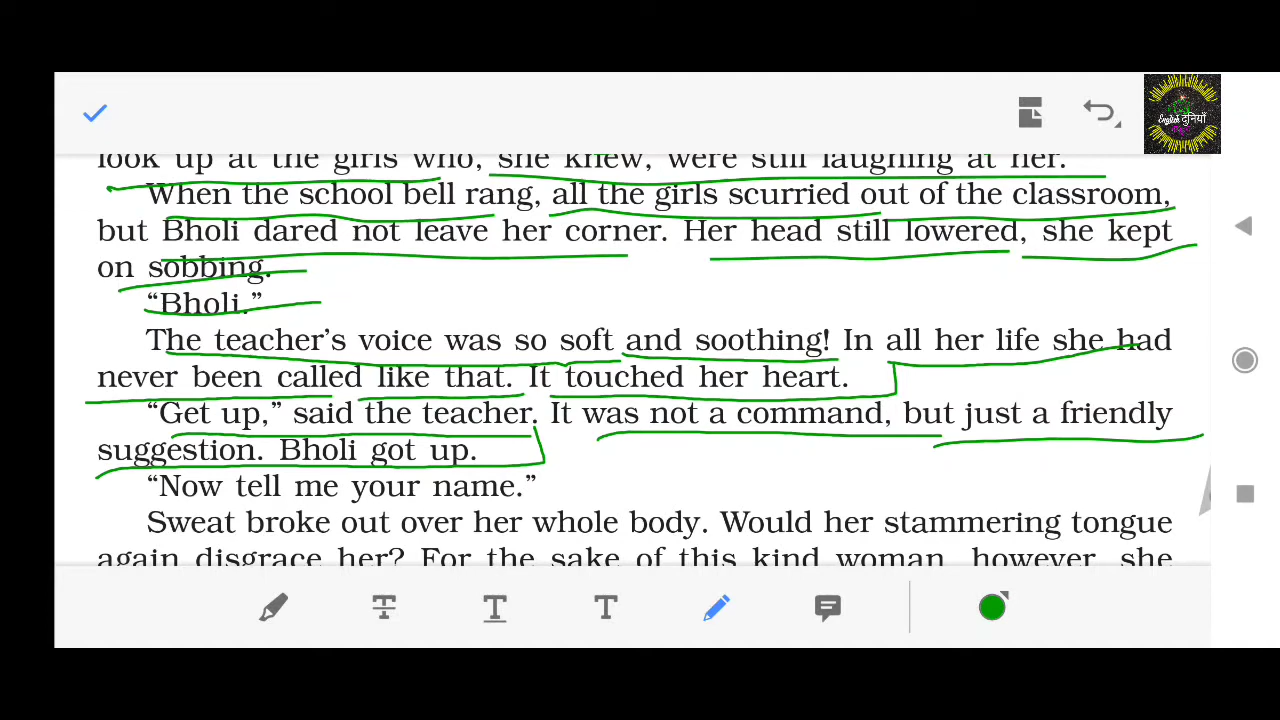 look up at the girls who, she knew, were still laughing at her.
When the school bell rang, all the girls scurried out of the classroom,
but Bholi dared not leave her corner. Her head still lowered, she kept
on sobbing.
“Bholi.”
The teacher’s voice was so soft and soothing! In all her life she had
never been called like that. It touched her heart.
“Get up,” said the teacher. It was not a command, but just a friendly
suggestion. Bholi got up.
“Now tell me your name.”
Sweat broke out over her whole body. Would her stammering tongue
again disgrace her? For the sake of this kind woman, however, she
English दुनियाँ